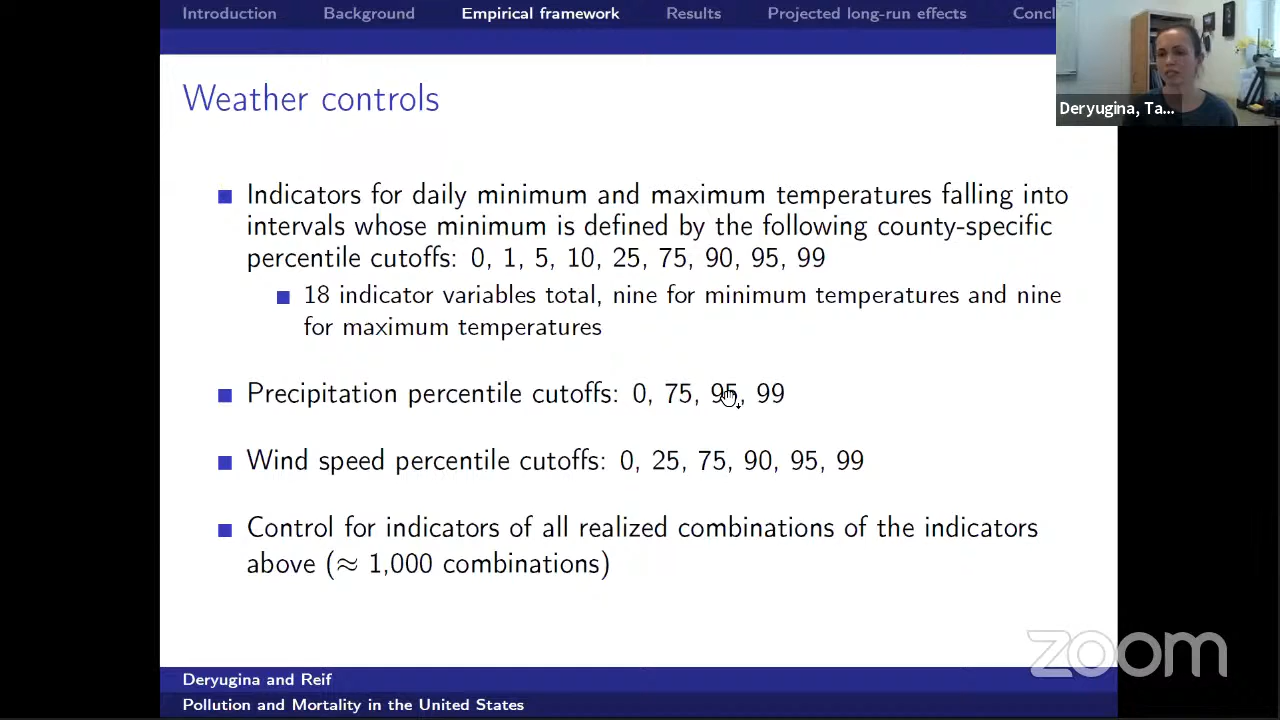 Introduction Background Empirical framework Results Projected long-run effects Concl
Weather controls
Indicators for daily minimum and maximum temperatures falling into
intervals whose minimum is defined by the following county-specific
percentile cutoffs: 0, 1, 5, 10, 25, 75, 90, 95, 99
18 indicator variables total, nine for minimum temperatures and nine
for maximum temperatures
Precipitation percentile cutoffs: 0, 75, 95, 99
Wind speed percentile cutoffs: 0, 25, 75, 90, 95, 99
Control for indicators of all realized combinations of the indicators
above (≈ 1,000 combinations)
Deryugina and Reif
Pollution and Mortality in the United States
Deryugina, Ta...
zoom